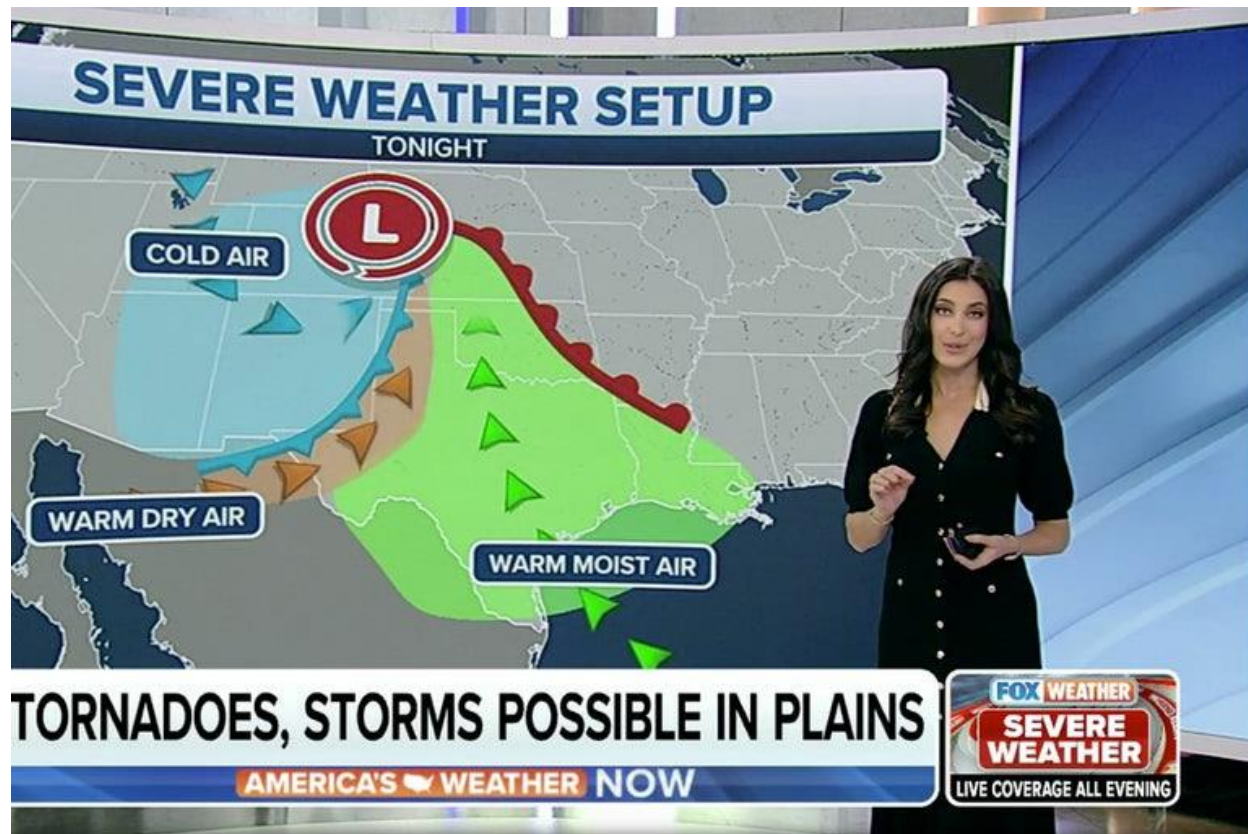 SEVERE WEATHER SETUP
TONIGHT
L
COLD AIR
WARM DRY AIR
WARM MOIST AIR
TORNADOES, STORMS POSSIBLE IN PLAINS
AMERICA'S WEATHER NOW
FOX WEATHER
SEVERE
WEATHER
LIVE COVERAGE ALL EVENING